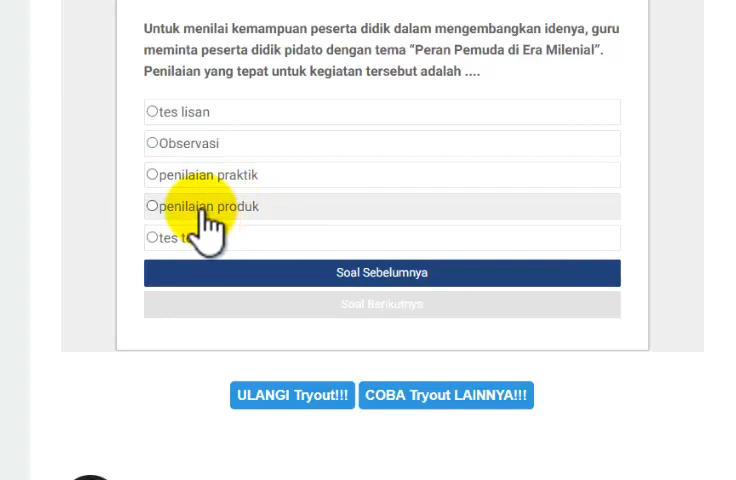 Untuk menilai kemampuan peserta didik dalam mengembangkan idenya, guru
meminta peserta didik pidato dengan tema “Peran Pemuda di Era Milenial”.
Penilaian yang tepat untuk kegiatan tersebut adalah ....
tes lisan
Observasi
penilaian praktik
penilaian produk
tes
Soal Sebelumnya
Soal Berikutnya
ULANGI Tryout!!!
COBA Tryout LAINNYA!!!